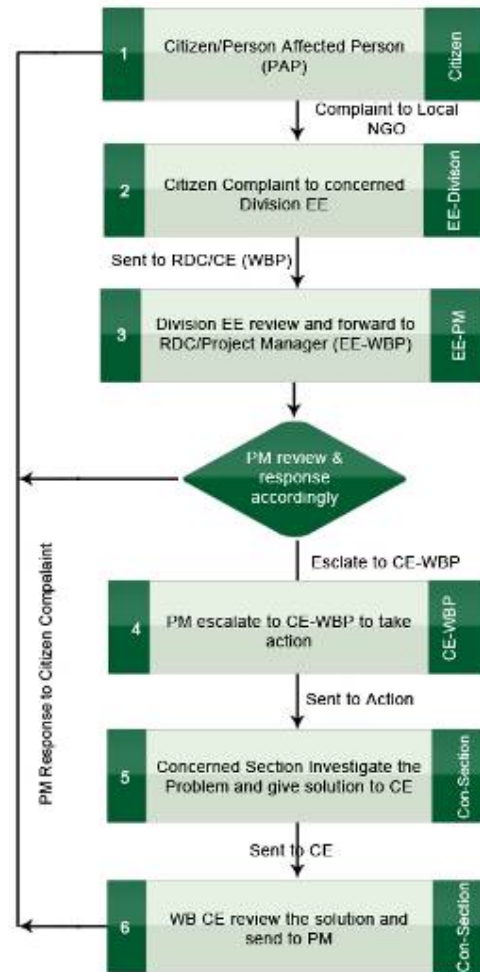 1
Citizen/Person Affected Person
(PAP)
Citizen
Complaint to Local
NGO
2
Citizen Complaint to concerned
Division EE
EE-Divison
Sent to RDC/CE (WBP)
3
Division EE review and forward to
RDC/Project Manager (EE-WBP)
EE-PM
PM review &
response
accordingly
Esclate to CE-WBP
4
PM escalate to CE-WBP to take
action
CE-WBP
Sent to Action
5
Concerned Section Investigate the
Problem and give solution to CE
Con-Section
Sent to CE
6
WB CE review the solution and
send to PM
Con-Section
PM Response to Citizen Compalaint